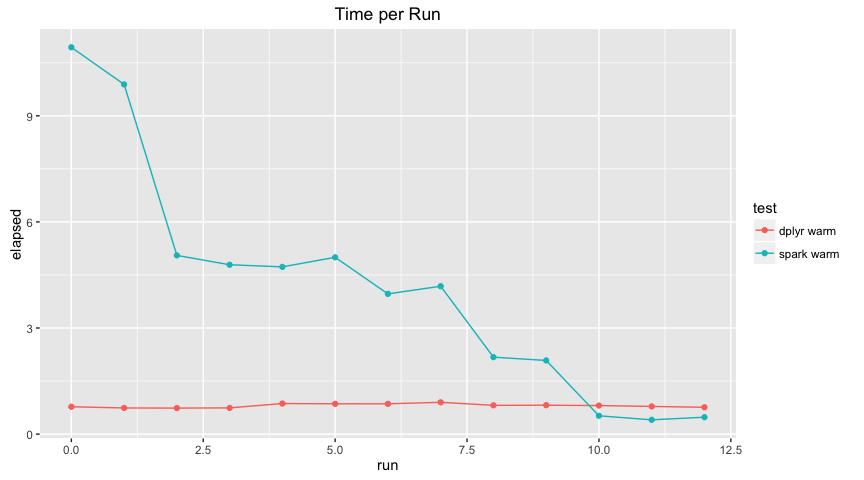 Time per Run
elapsed
9
6
3
0
0.0 2.5 5.0 7.5 10.0 12.5
run
test
dplyr warm
spark warm